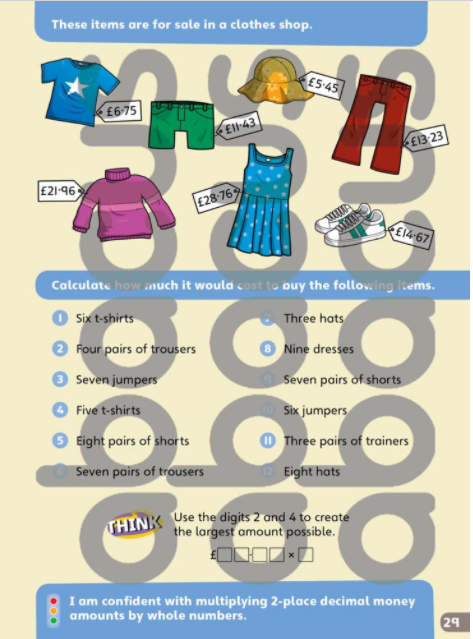 These items are for sale in a clothes shop.
£6·75
£11·43
£5·45
£13·23
£21·96
£28·76
£14·67
Calculate how much it would cost to buy the following items.
1 Six t-shirts
2 Four pairs of trousers
3 Seven jumpers
4 Five t-shirts
5 Eight pairs of shorts
Seven pairs of trousers
7 Three hats
8 Nine dresses
Seven pairs of shorts
Six jumpers
11 Three pairs of trainers
12 Eight hats
THINK
Use the digits 2 and 4 to create
the largest amount possible.
£ · ×
I am confident with multiplying 2-place decimal money
amounts by whole numbers.
29